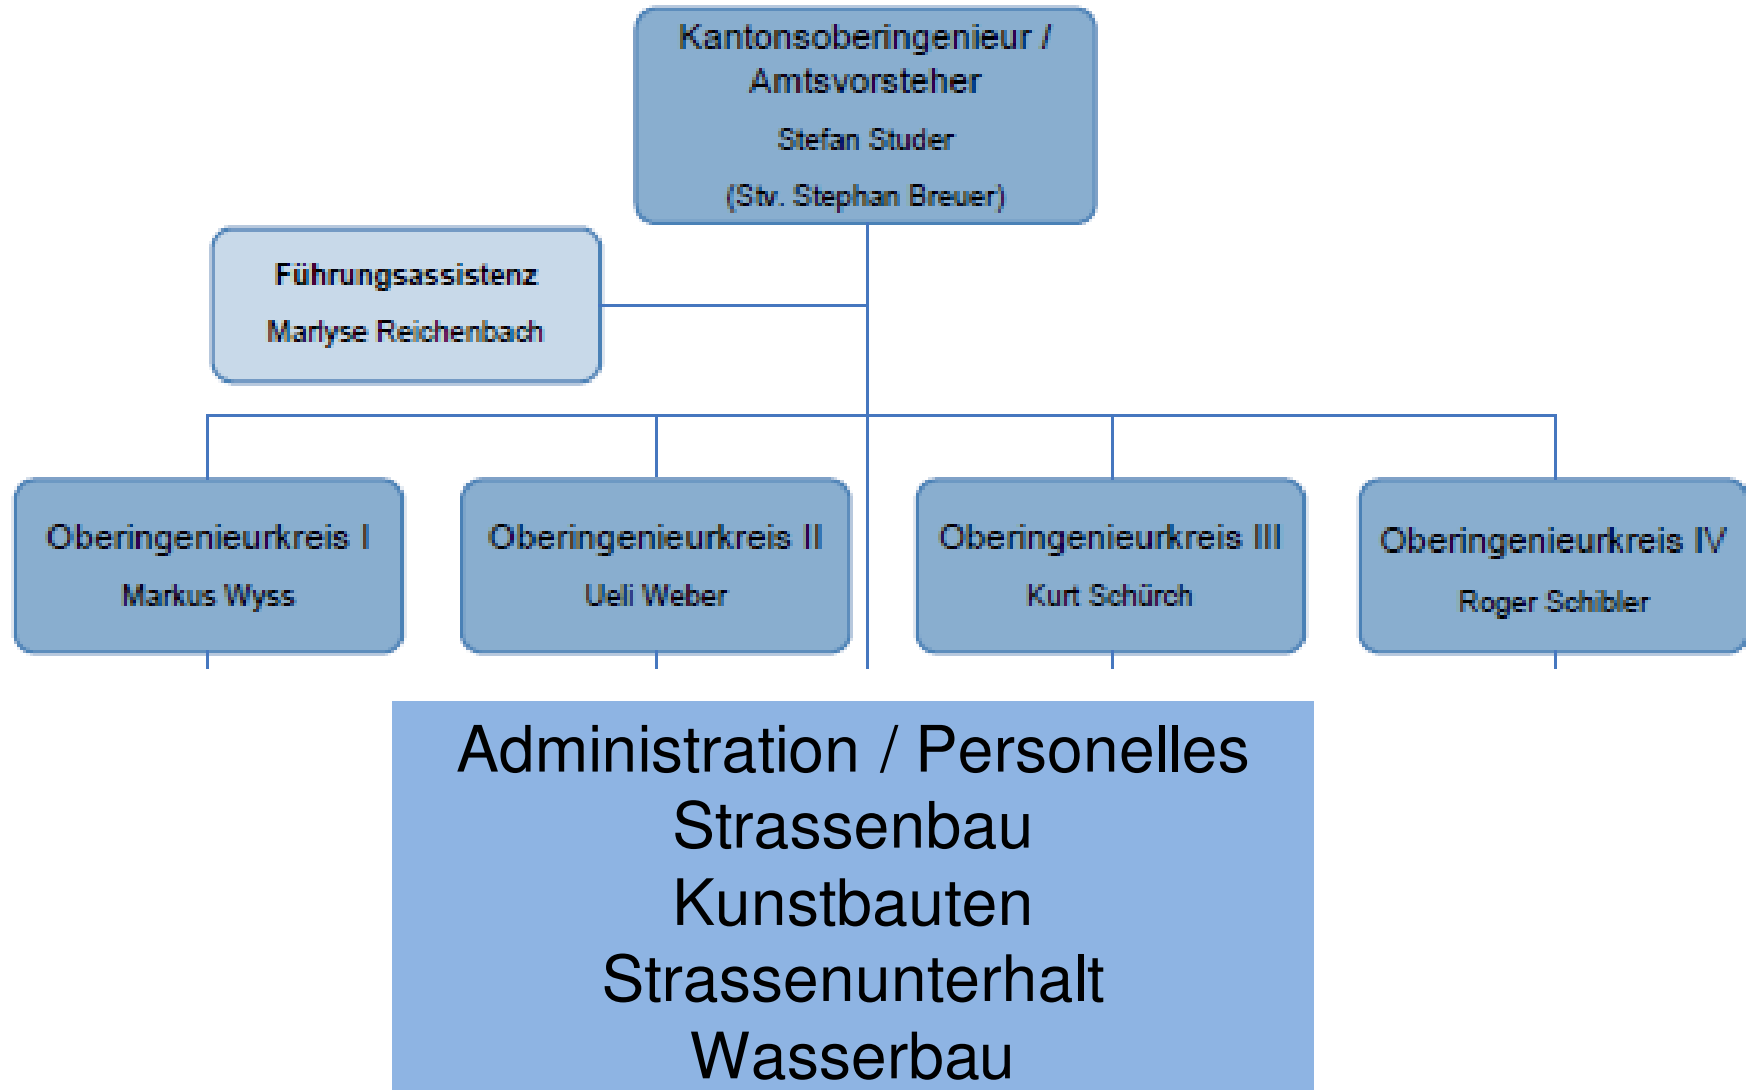 Kantonsoberingenieur /
Amtsvorsteher
Stefan Studer
(Stv. Stephan Breuer)
Führungsassistenz
Marlyse Reichenbach
Oberingenieurkreis I
Markus Wyss
Oberingenieurkreis II
Ueli Weber
Oberingenieurkreis III
Kurt Schürch
Oberingenieurkreis IV
Roger Schibler
Administration / Personelles
Strassenbau
Kunstbauten
Strassenunterhalt
Wasserbau